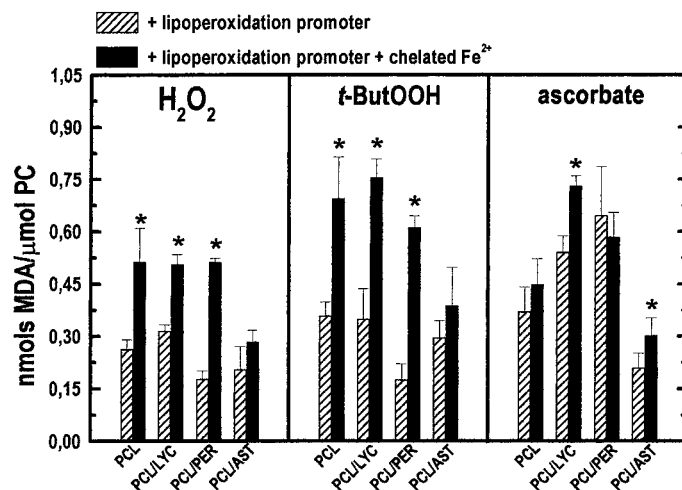 + lipoperoxidation promoter
+ lipoperoxidation promoter + chelated Fe²⁺
H₂O₂
t-ButOOH
ascorbate
nmols MDA/μmol PC
1,05
0,90
0,75
0,60
0,45
0,30
0,15
0,00
* * *
* * *
* *
PCL PCL/LYC PCL/PER PCL/AST
PCL PCL/LYC PCL/PER PCL/AST
PCL PCL/LYC PCL/PER PCL/AST